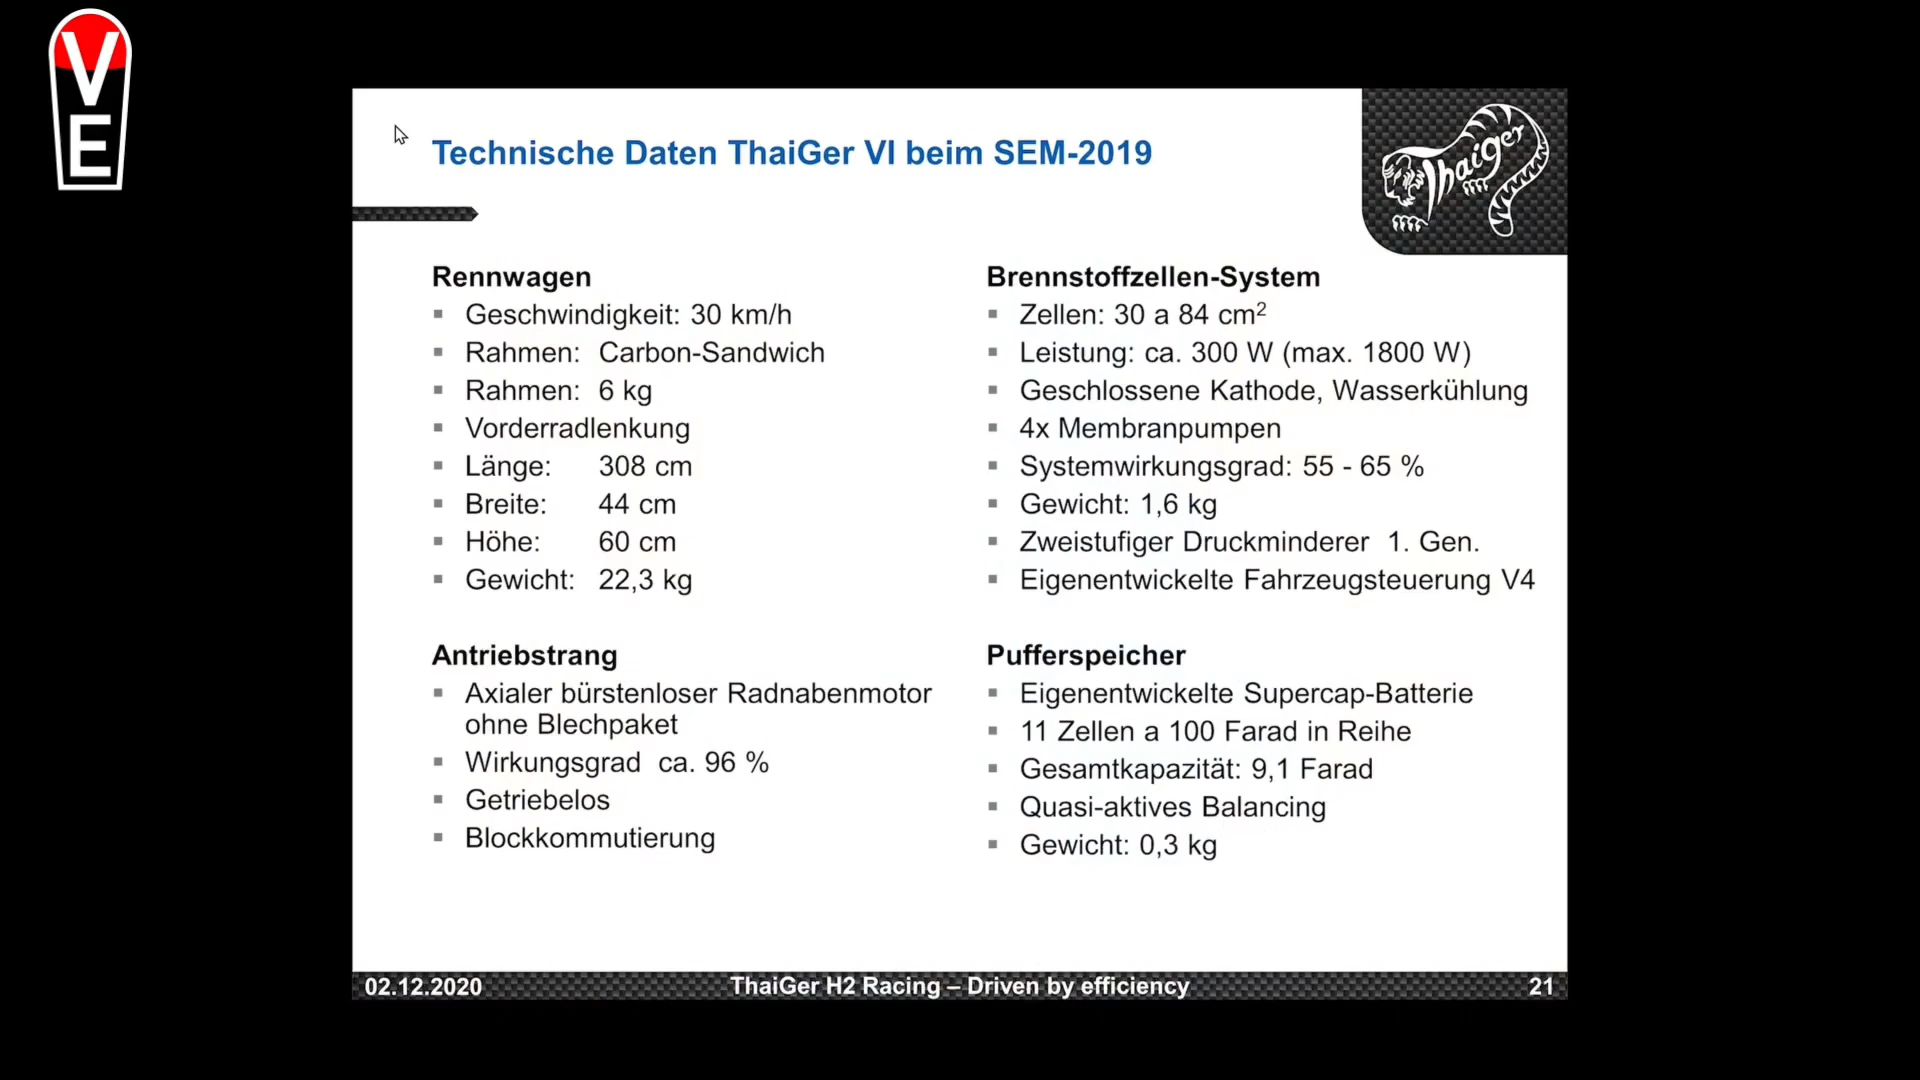 VE
Technische Daten ThaiGer VI beim SEM-2019
ThaiGer
Rennwagen
Geschwindigkeit: 30 km/h
Rahmen: Carbon-Sandwich
Rahmen: 6 kg
Vorderradlenkung
Länge: 308 cm
Breite: 44 cm
Höhe: 60 cm
Gewicht: 22,3 kg
Antriebstrang
Axialer bürstenloser Radnabenmotor
ohne Blechpaket
Wirkungsgrad ca. 96 %
Getriebelos
Blockkommutierung
Brennstoffzellen-System
Zellen: 30 a 84 cm²
Leistung: ca. 300 W (max. 1800 W)
Geschlossene Kathode, Wasserkühlung
4x Membranpumpen
Systemwirkungsgrad: 55 - 65 %
Gewicht: 1,6 kg
Zweistufiger Druckminderer 1. Gen.
Eigenentwickelte Fahrzeugsteuerung V4
Pufferspeicher
Eigenentwickelte Supercap-Batterie
11 Zellen a 100 Farad in Reihe
Gesamtkapazität: 9,1 Farad
Quasi-aktives Balancing
Gewicht: 0,3 kg
02.12.2020
ThaiGer H2 Racing – Driven by efficiency
21